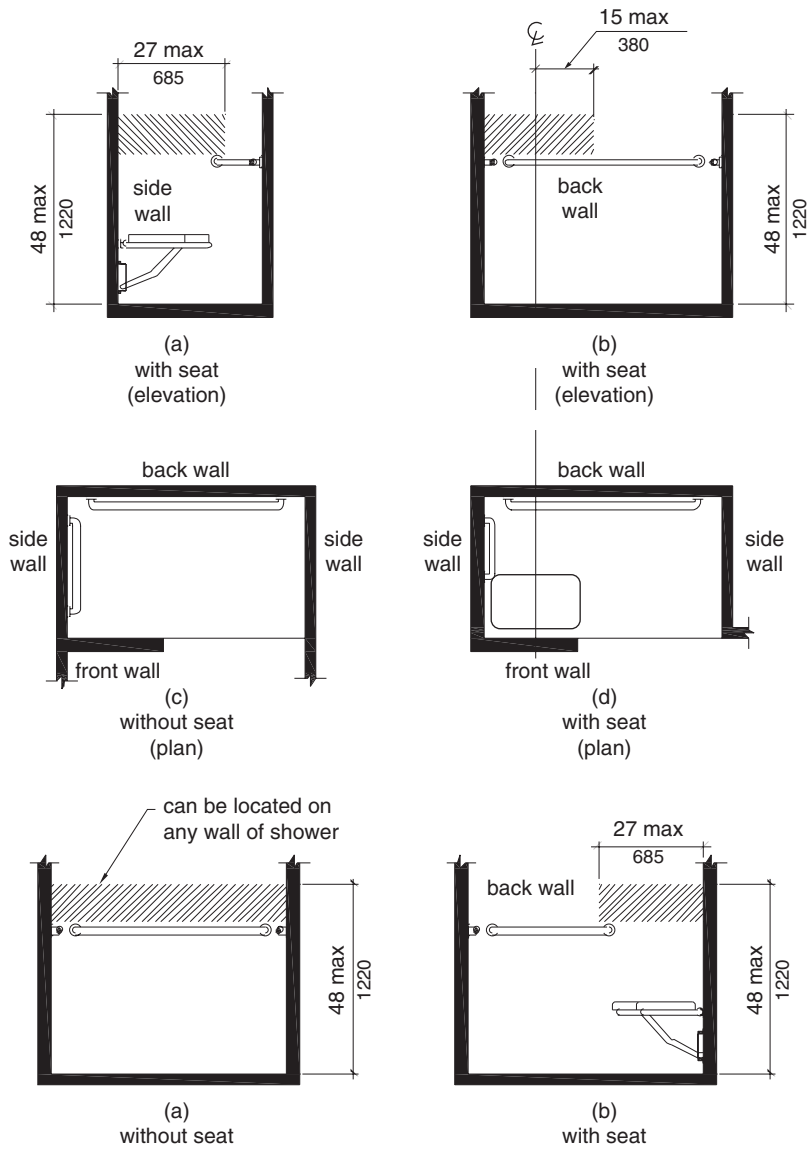 27 max
685
48 max
1220
side
wall
(a)
with seat
(elevation)
℄
15 max
380
back
wall
48 max
1220
(b)
with seat
(elevation)
back wall
side
wall
side
wall
front wall
(c)
without seat
(plan)
back wall
side
wall
side
wall
front wall
(d)
with seat
(plan)
can be located on
any wall of shower
48 max
1220
(a)
without seat
27 max
685
back wall
48 max
1220
(b)
with seat